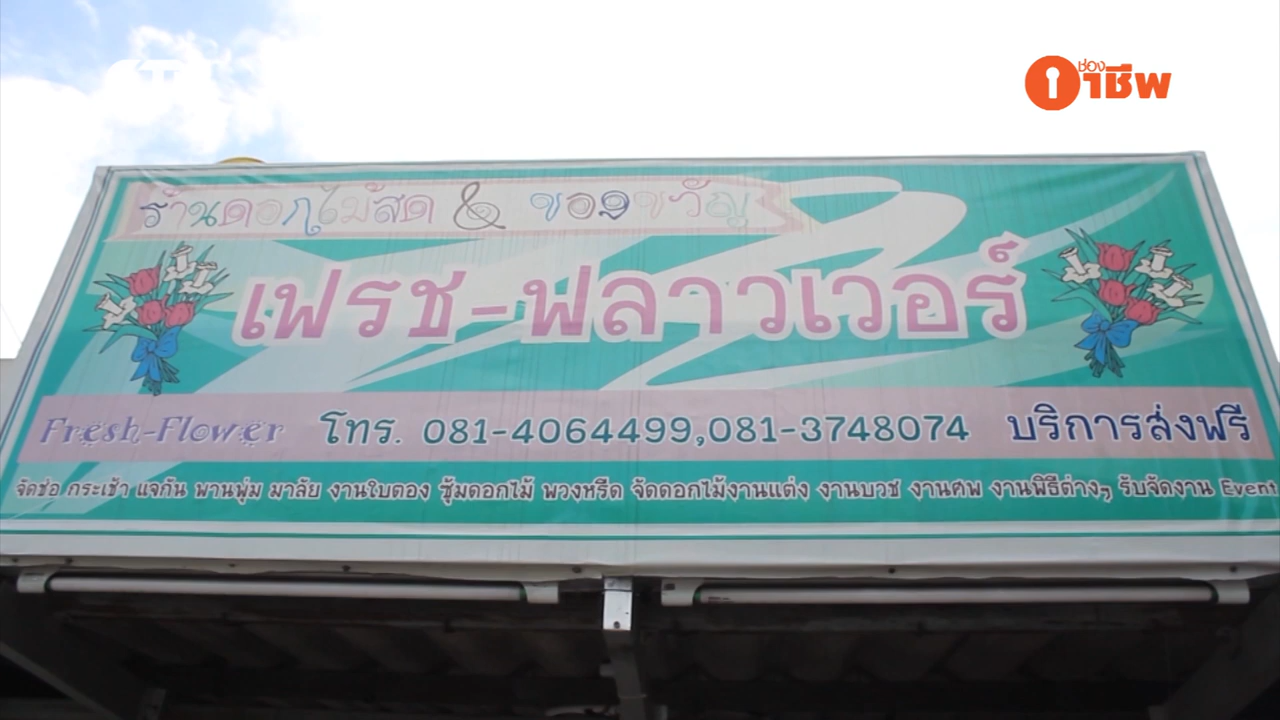 ช่อง
อาชีพ
ร้านดอกไม้สด & ของขวัญ
เฟรช-ฟลาวเวอร์
Fresh-Flower โทร. 081-4064499,081-3748074 บริการส่งฟรี
จัดช่อ กระเช้า แจกัน พานพุ่ม มาลัย งานใบตอง ซุ้มดอกไม้ พวงหรีด จัดดอกไม้งานแต่ง งานบวช งานศพ งานพิธีต่างๆ รับจัดงาน Event